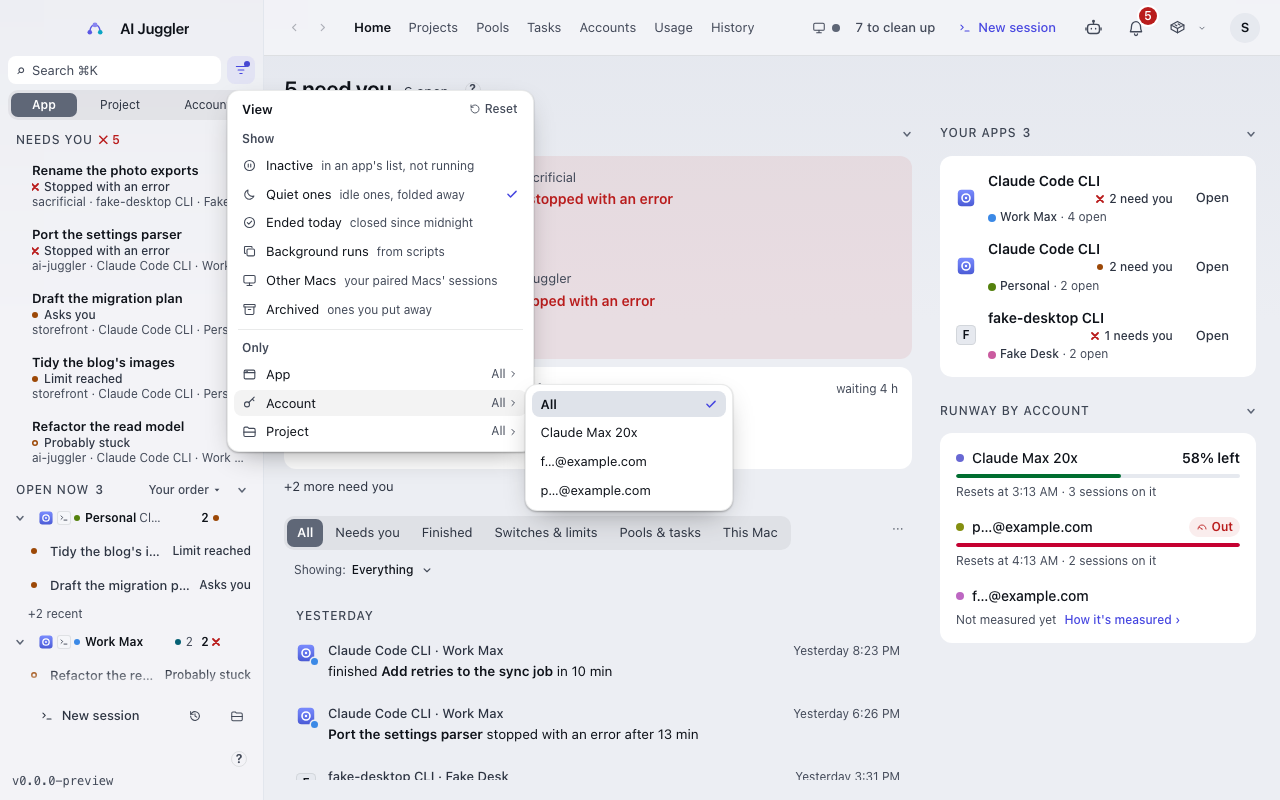 AI Juggler
Home Projects Pools Tasks Accounts Usage History
7 to clean up
New session
5
S
Search ⌘K
App Project Accoun
NEEDS YOU 5
Rename the photo exports
Stopped with an error
sacrificial · fake-desktop CLI · Fake
Port the settings parser
Stopped with an error
ai-juggler · Claude Code CLI · Work
Draft the migration plan
Asks you
storefront · Claude Code CLI · Pers
Tidy the blog's images
Limit reached
storefront · Claude Code CLI · Pers
Refactor the read model
Probably stuck
ai-juggler · Claude Code CLI · Work ...
OPEN NOW 3 Your order
Personal Cl... 2
Tidy the blog's i... Limit reached
Draft the migration p... Asks you
+2 recent
Work Max 2 2
Refactor the re... Probably stuck
New session
?
v0.0.0-preview
5 need you 6 open ?
View Reset
Show
Inactive in an app's list, not running
Quiet ones idle ones, folded away
Ended today closed since midnight
Background runs from scripts
Other Macs your paired Macs' sessions
Archived ones you put away
Only
App All ›
Account All ›
Project All ›
All
Claude Max 20x
f...@example.com
p...@example.com
crificial
stopped with an error
uggler
pped with an error
waiting 4 h
+2 more need you
All Needs you Finished Switches & limits Pools & tasks This Mac ...
Showing: Everything
YESTERDAY
Claude Code CLI · Work Max Yesterday 8:23 PM
finished Add retries to the sync job in 10 min
Claude Code CLI · Work Max Yesterday 6:26 PM
Port the settings parser stopped with an error after 13 min
fake-desktop CLI · Fake Desk Yesterday 3:31 PM
YOUR APPS 3
Claude Code CLI
2 need you
Work Max · 4 open
Open
Claude Code CLI
2 need you
Personal · 2 open
Open
F
fake-desktop CLI
1 needs you
Fake Desk · 2 open
Open
RUNWAY BY ACCOUNT
Claude Max 20x 58% left
Resets at 3:13 AM · 3 sessions on it
p...@example.com Out
Resets at 4:13 AM · 2 sessions on it
f...@example.com
Not measured yet How it's measured ›